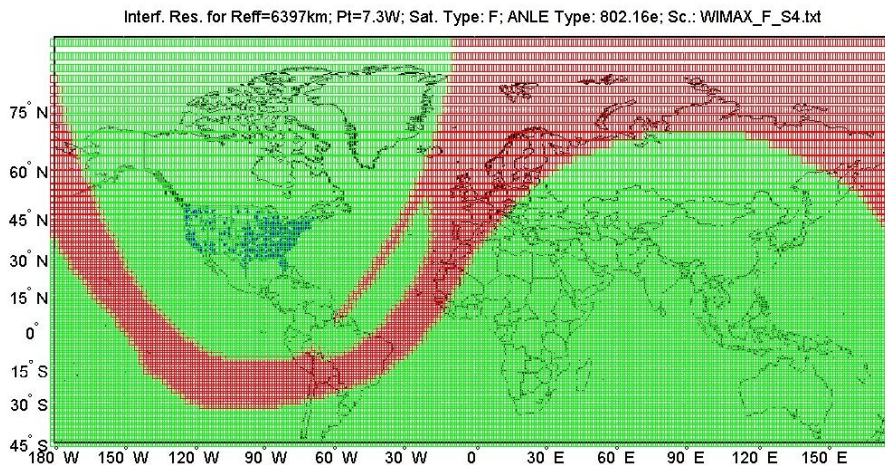 Interf. Res. for Reff=6397km; Pt=7.3W; Sat. Type: F; ANLE Type: 802.16e; Sc.: WIMAX_F_S4.txt
75° N
60° N
45° N
30° N
15° N
0°
15° S
30° S
45° S
180° W 150° W 120° W 90° W 60° W 30° W 0° 30° E 60° E 90° E 120° E 150° E